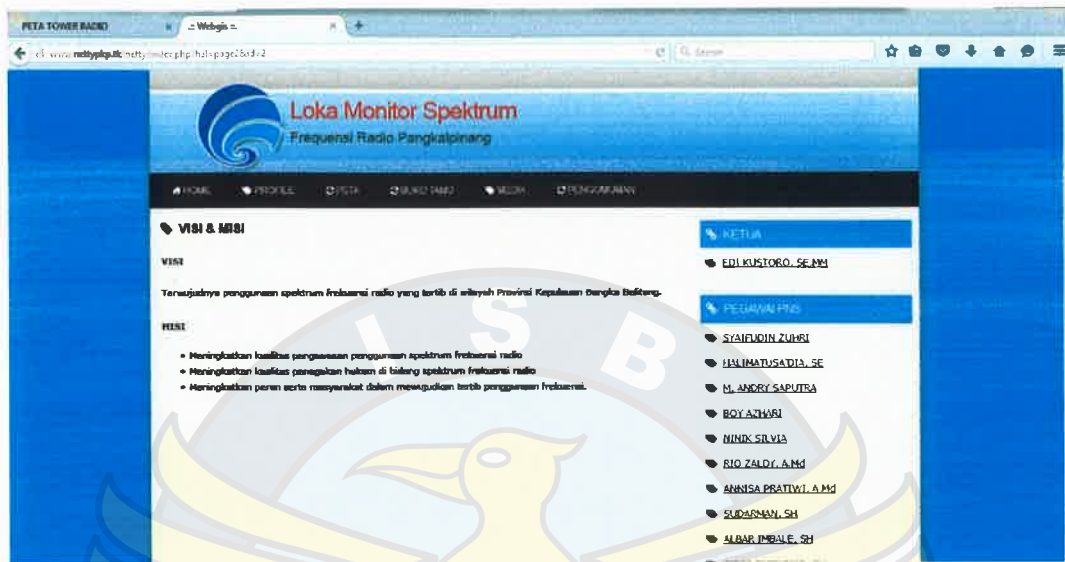 PETA TOWER RADIO
.:: Webgis ::.
Loka Monitor Spektrum
Frequensi Radio Pangkalpinang
HOME PROFILE PETA BUKU TAMU MEDIA PENGUMUMAN
VISI & MISI
VISI
Terwujudnya penggunaan spektrum frekuensi radio yang tertib di wilayah Provinsi Kepulauan Bangka Belitung.
MISI
• Meningkatkan kualitas pengawasan penggunaan spektrum frekuensi radio
• Meningkatkan kualitas penegakan hukum di bidang spektrum frekuensi radio
• Meningkatkan peran serta masyarakat dalam mewujudkan tertib penggunaan frekuensi.
KETUA
EDI KUSTORO, SE,MM
PEGAWAI PNS
SYAIFUDIN ZUHRI
HALIMATUSA'DIA, SE
M. ANDRY SAPUTRA
BOY AZHARI
NINIK SILVIA
RIO ZALDY, A.Md
ANNISA PRATIWI, A.Md
SUDARMAN, SH
ALBAR IMBALE, SH
I S B